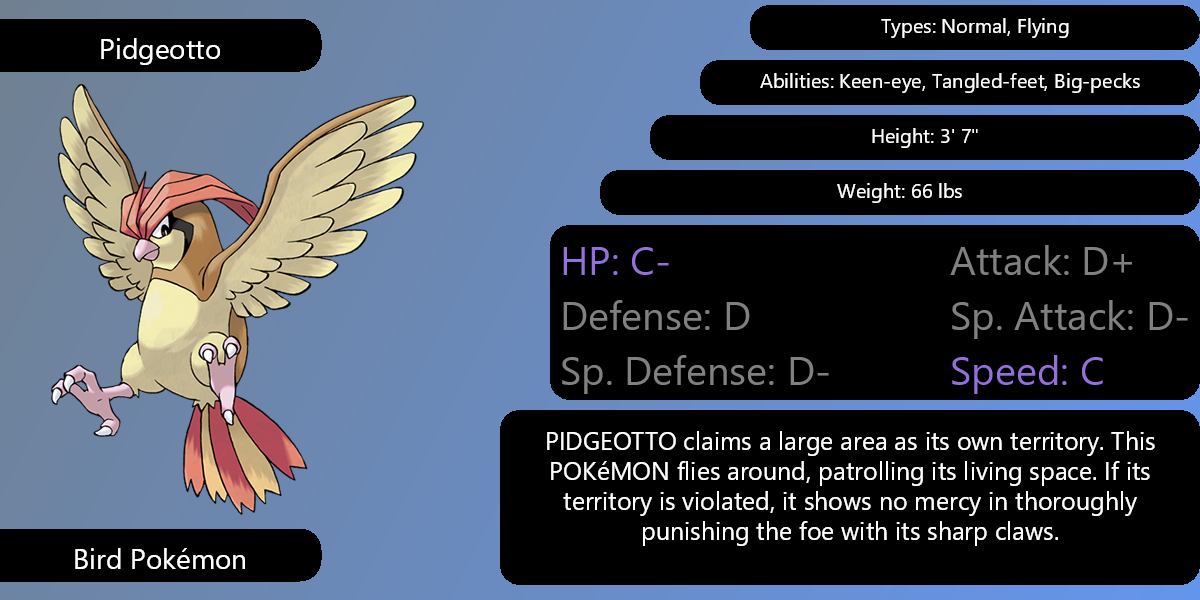 Pidgeotto
Types: Normal, Flying
Abilities: Keen-eye, Tangled-feet, Big-pecks
Height: 3' 7"
Weight: 66 lbs
HP: C-
Attack: D+
Defense: D
Sp. Attack: D-
Sp. Defense: D-
Speed: C
PIDGEOTTO claims a large area as its own territory. This
POKéMON flies around, patrolling its living space. If its
territory is violated, it shows no mercy in thoroughly
punishing the foe with its sharp claws.
Bird Pokémon